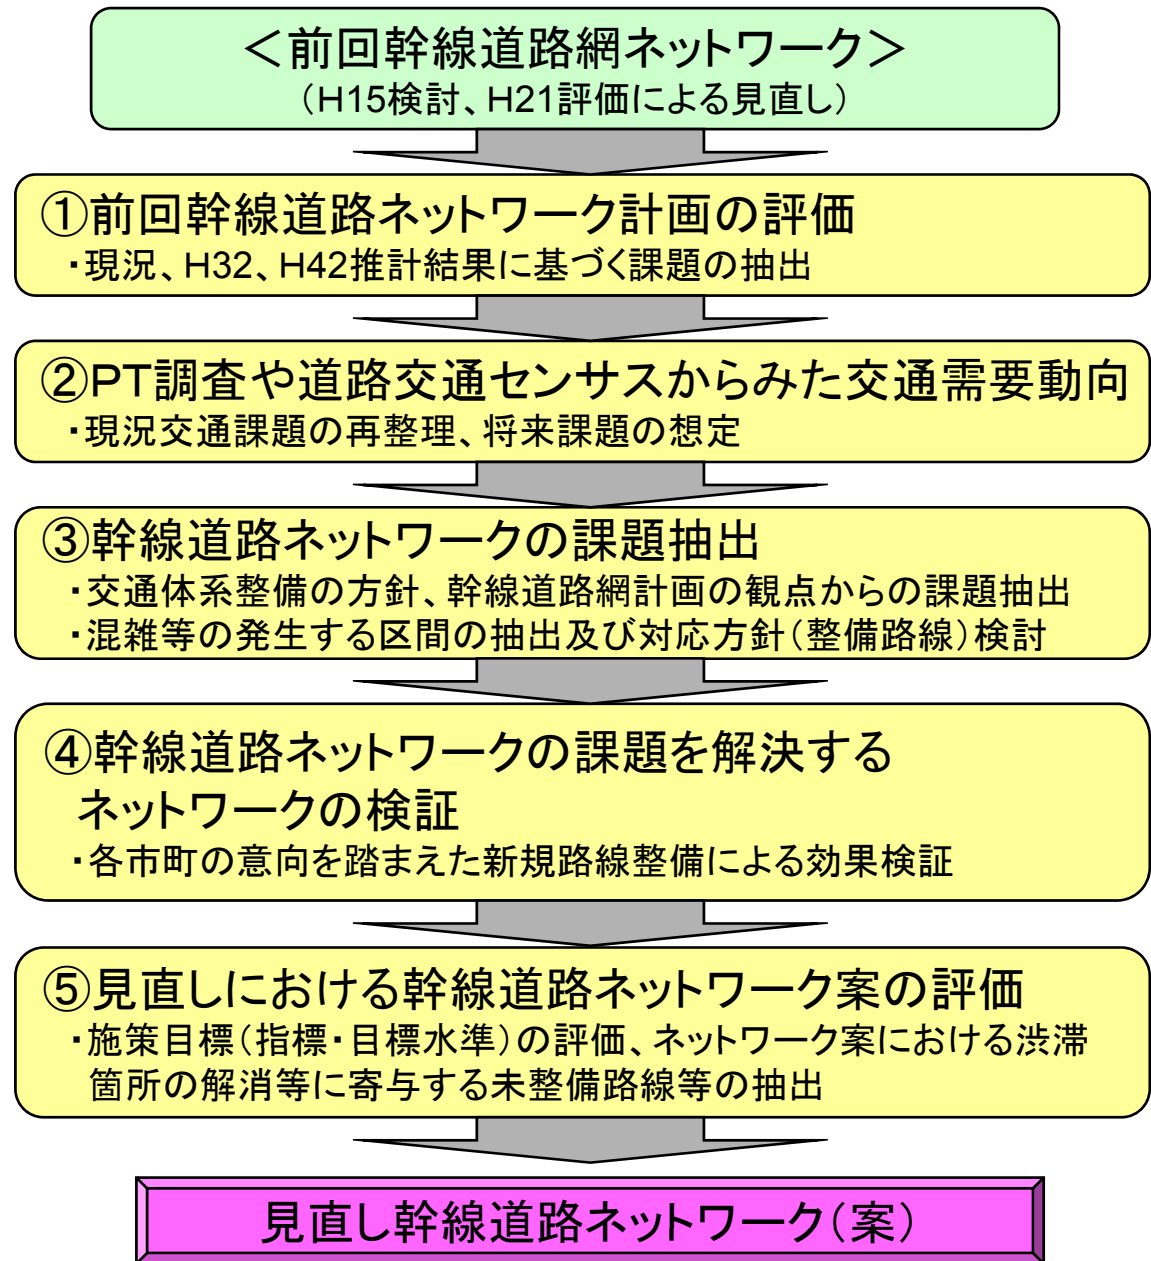 ＜前回幹線道路網ネットワーク＞
（H15検討、H21評価による見直し）
①前回幹線道路ネットワーク計画の評価
・現況、H32、H42推計結果に基づく課題の抽出
②PT調査や道路交通センサスからみた交通需要動向
・現況交通課題の再整理、将来課題の想定
③幹線道路ネットワークの課題抽出
・交通体系整備の方針、幹線道路網計画の観点からの課題抽出
・混雑等の発生する区間の抽出及び対応方針（整備路線）検討
④幹線道路ネットワークの課題を解決する
ネットワークの検証
・各市町の意向を踏まえた新規路線整備による効果検証
⑤見直しにおける幹線道路ネットワーク案の評価
・施策目標（指標・目標水準）の評価、ネットワーク案における渋滞
箇所の解消等に寄与する未整備路線等の抽出
見直し幹線道路ネットワーク（案）